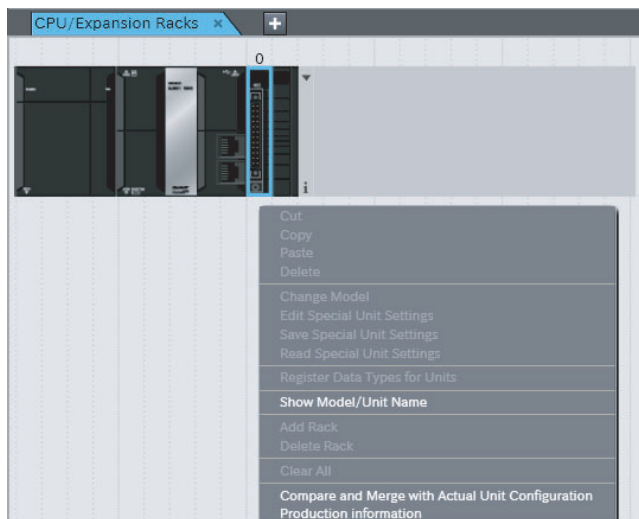 CPU/Expansion Racks ×
+
0
i
Cut
Copy
Paste
Delete
Change Model
Edit Special Unit Settings
Save Special Unit Settings
Read Special Unit Settings
Register Data Types for Units
Show Model/Unit Name
Add Rack
Delete Rack
Clear All
Compare and Merge with Actual Unit Configuration
Production information